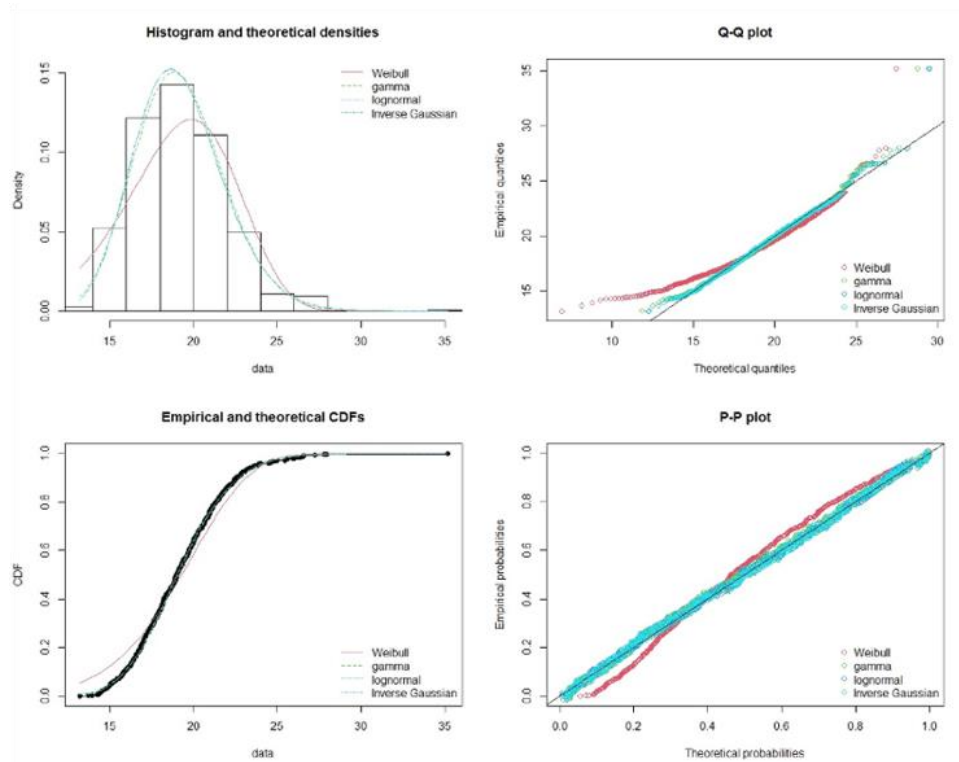 Histogram and theoretical densities
Density
0.00
0.05
0.10
0.15
15
20
25
30
35
data
Weibull
gamma
lognormal
Inverse Gaussian
Q-Q plot
Empirical quantiles
15
20
25
30
35
10
15
20
25
30
Theoretical quantiles
Weibull
gamma
lognormal
Inverse Gaussian
Empirical and theoretical CDFs
CDF
0.0
0.2
0.4
0.6
0.8
1.0
15
20
25
30
35
data
Weibull
gamma
lognormal
Inverse Gaussian
P-P plot
Empirical probabilities
0.0
0.2
0.4
0.6
0.8
1.0
0.0
0.2
0.4
0.6
0.8
1.0
Theoretical probabilities
Weibull
gamma
lognormal
Inverse Gaussian